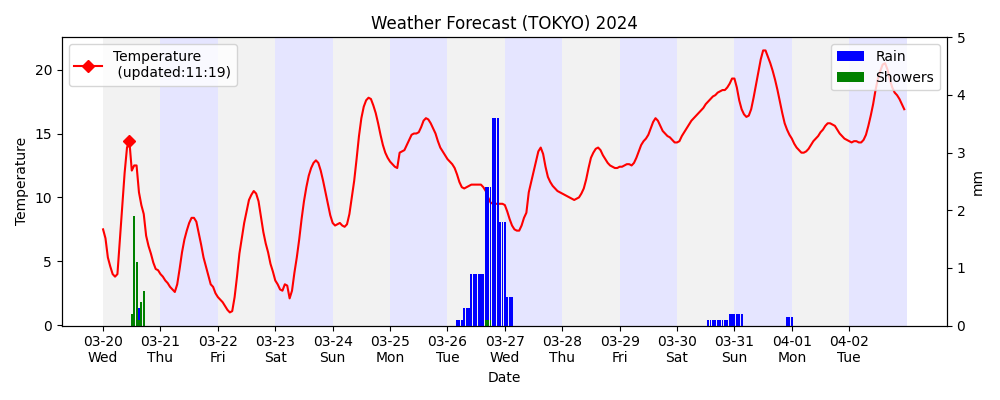 Weather Forecast (TOKYO) 2024
Temperature
(updated:11:19)
Rain
Showers
Temperature
20
15
10
5
0
5
4
3
2
1
0
mm
03-20 03-21 03-22 03-23 03-24 03-25 03-26 03-27 03-28 03-29 03-30 03-31 04-01 04-02
Wed Thu Fri Sat Sun Mon Tue Wed Thu Fri Sat Sun Mon Tue
Date